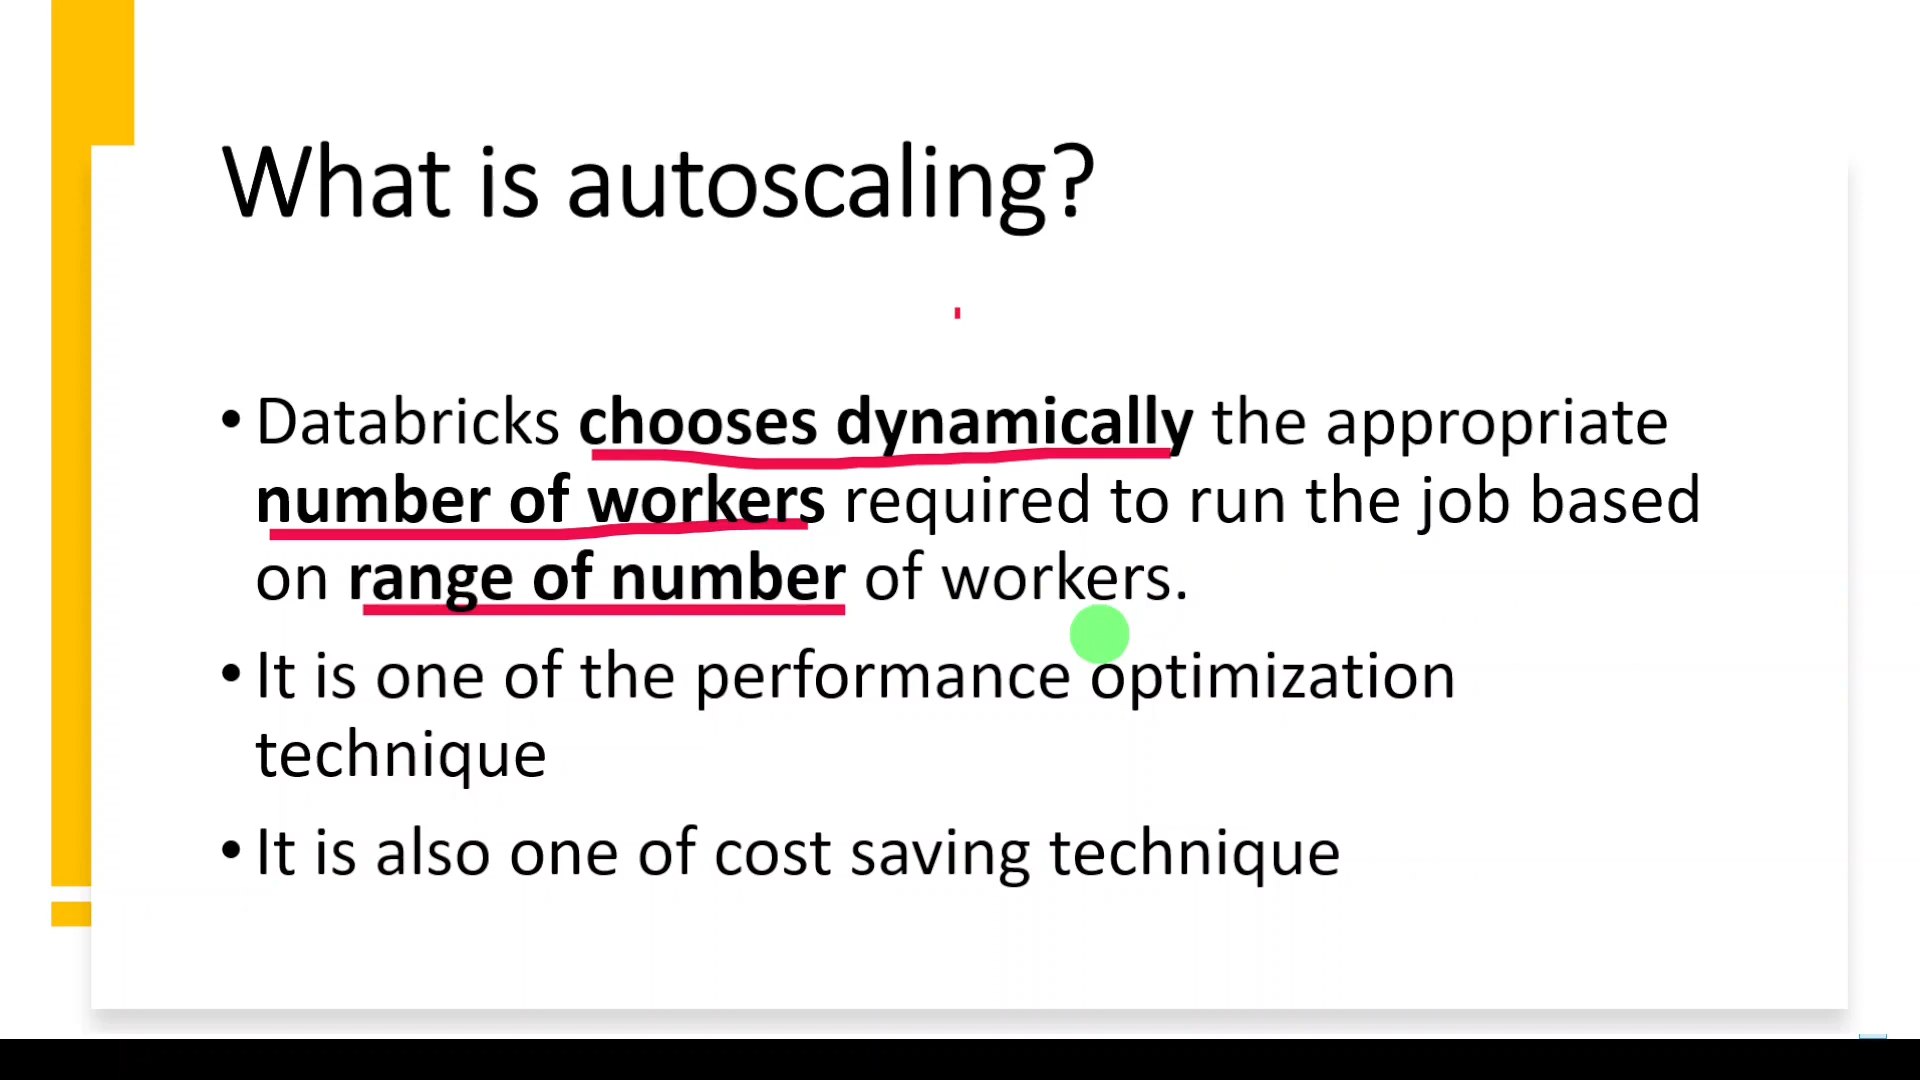 What is autoscaling?
• Databricks chooses dynamically the appropriate
number of workers required to run the job based
on range of number of workers.
• It is one of the performance optimization
technique
• It is also one of cost saving technique